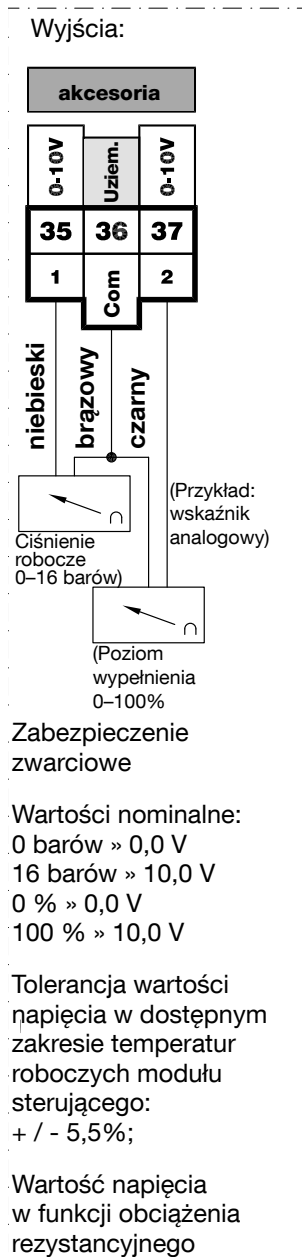 Wyjścia:
akcesoria
0-10V
Uziem.
0-10V
35 36 37
1 Com 2
niebieski
brązowy
czarny
(Przykład:
wskaźnik
analogowy)
Ciśnienie
robocze
0–16 barów)
(Poziom
wypełnienia
0–100%
Zabezpieczenie
zwarciowe
Wartości nominalne:
0 barów » 0,0 V
16 barów » 10,0 V
0 % » 0,0 V
100 % » 10,0 V
Tolerancja wartości
napięcia w dostępnym
zakresie temperatur
roboczych modułu
sterującego:
+ / - 5,5%;
Wartość napięcia
w funkcji obciążenia
rezystancyjnego